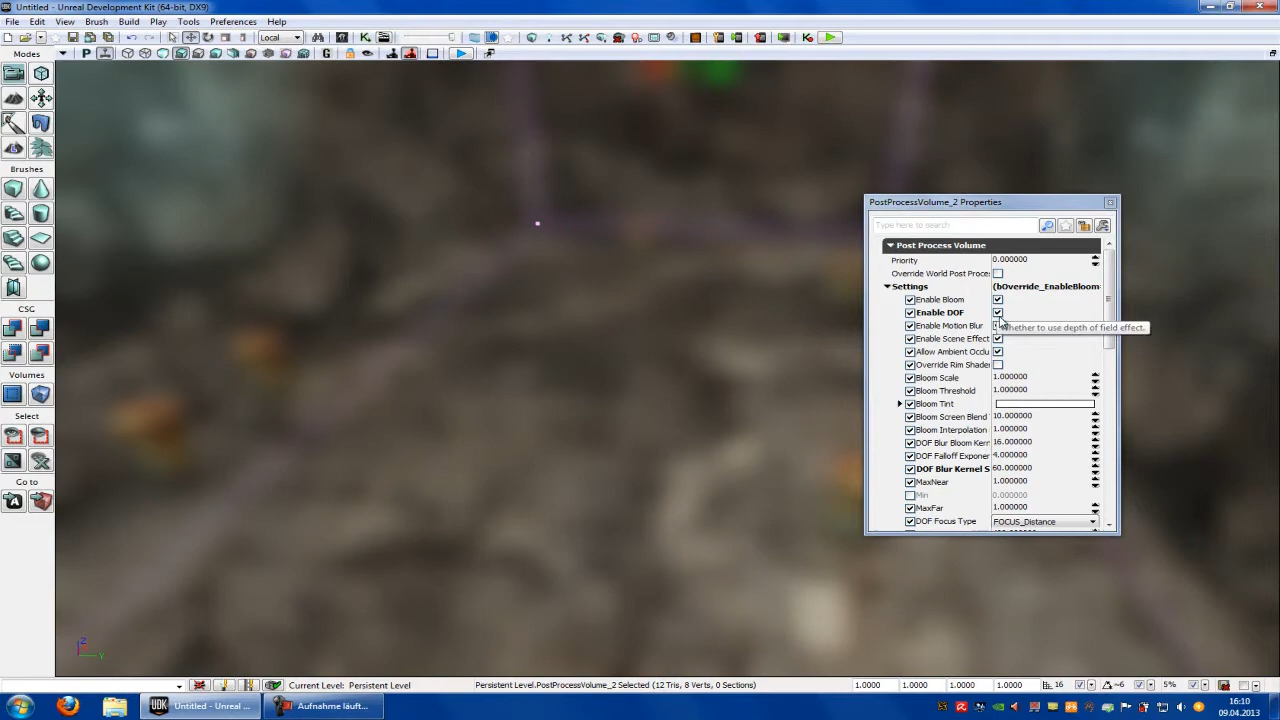 Untitled - Unreal Development Kit (64-bit, DX9)
File Edit View Brush Build Play Preferences Help
Local
Modes
P
G
Brushes
CSG
Volumes
Select
Go to
PostProcessVolume_2 Properties
Type here to search
Post Process Volume
Priority 0.000000
Override World Post Proce
Settings (bOverride_EnableBloom=
Enable Bloom
Enable DOF
Enable Motion Blur
hether to use depth of field effect.
Enable Scene Effect
Allow Ambient Occlu
Override Rim Shader
Bloom Scale 1.000000
Bloom Threshold 1.000000
Bloom Tint
Bloom Screen Blend 10.000000
Bloom Interpolation 1.000000
DOF Blur Bloom Kern 16.000000
DOF Falloff Exponen 4.000000
DOF Blur Kernel S 60.000000
MaxNear 1.000000
Min 0.000000
MaxFar 1.000000
DOF Focus Type FOCUS_Distance
Z
Y
Current Level: Persistent Level
Persistent Level.PostProcessVolume_2 Selected (12 Tris, 8 Verts, 0 Sections)
1.0000 1.0000 1.0000 1.0000 16 ~6 5%
UDK Untitled - Unreal ...
Aufnahme läuft...
16:10
09.04.2013